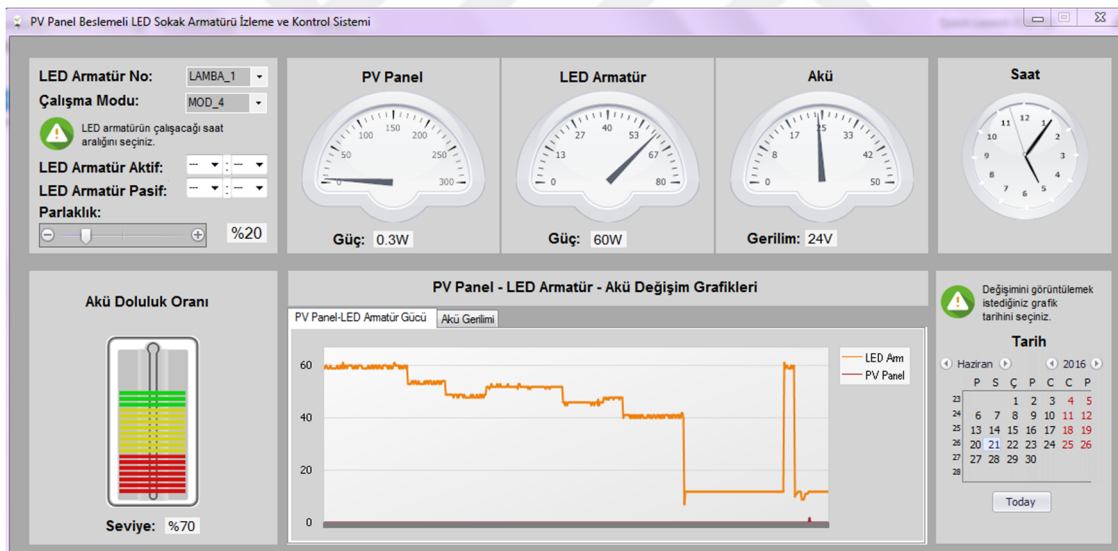 PV Panel Beslemeli LED Sokak Armatürü İzleme ve Kontrol Sistemi
LED Armatür No: LAMBA_1
Çalışma Modu: MOD_4
LED armatürün çalışacağı saat
aralığını seçiniz.
LED Armatür Aktif: -- : --
LED Armatür Pasif: -- : --
Parlaklık:
%20
PV Panel
0 50 100 150 200 250 300
Güç: 0.3W
LED Armatür
0 13 27 40 53 67 80
Güç: 60W
Akü
0 8 17 25 33 42 50
Gerilim: 24V
Saat
12 1 2 3 4 5 6 7 8 9 10 11
Akü Doluluk Oranı
Seviye: %70
PV Panel - LED Armatür - Akü Değişim Grafikleri
PV Panel-LED Armatür Gücü Akü Gerilimi
60
40
20
0
LED Arm
PV Panel
Değişimini görüntülemek
istediğiniz grafik
tarihini seçiniz.
Tarih
Haziran 2016
P S Ç P C C P
23 1 2 3 4 5
24 6 7 8 9 10 11 12
25 13 14 15 16 17 18 19
26 20 21 22 23 24 25 26
27 27 28 29 30
28
Today